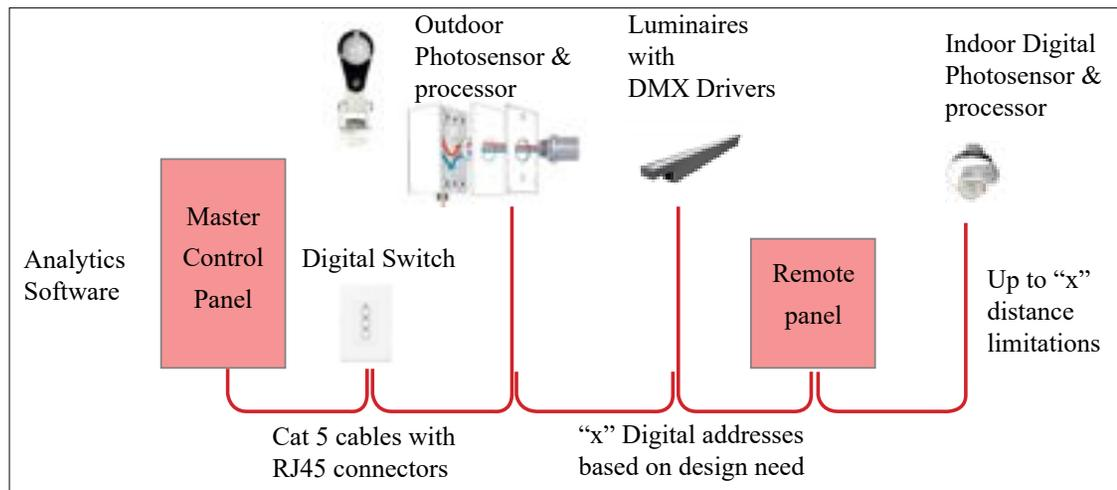 Outdoor
Photosensor &
processor
Luminaires
with
DMX Drivers
Indoor Digital
Photosensor &
processor
Analytics
Software
Master
Control
Panel
Digital Switch
Remote
panel
Up to “x”
distance
limitations
Cat 5 cables with
RJ45 connectors
“x” Digital addresses
based on design need